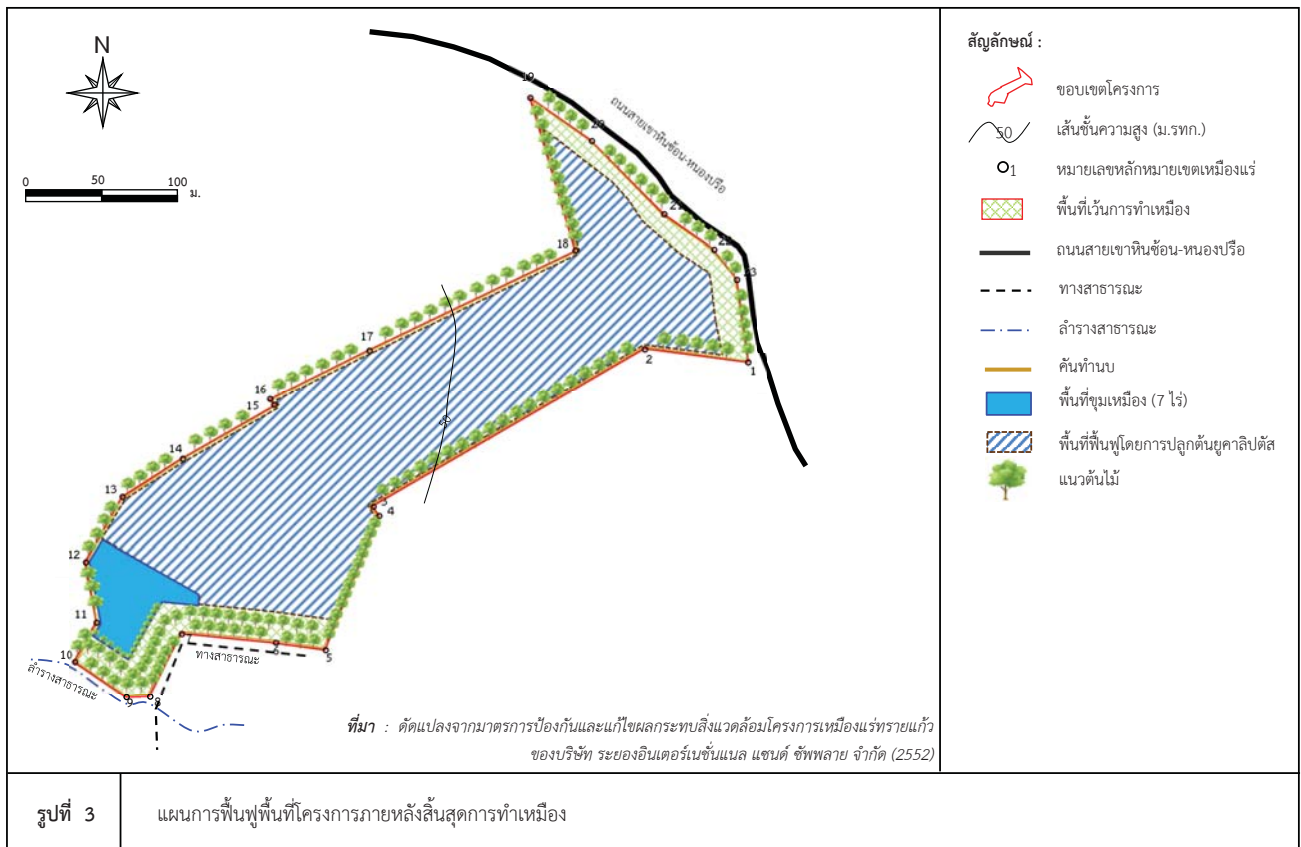 N
0 50 100
ม.
19
20
21
22
23
ถนนสายเขาหินซ้อน-หนองปรือ
18
17
2
1
16
15
50
14
13
3
4
12
11
10
7
6
5
ทางสาธารณะ
ลำรางสาธารณะ
9
8
ที่มา : ดัดแปลงจากมาตรการป้องกันและแก้ไขผลกระทบสิ่งแวดล้อมโครงการเหมืองแร่ทรายแก้ว
ของบริษัท ระยองอินเตอร์เนชั่นแนล แซนด์ ซัพพลาย จำกัด (2552)
สัญลักษณ์ :
ขอบเขตโครงการ
50 เส้นชั้นความสูง (ม.รทก.)
1 หมายเลขหลักหมายเขตเหมืองแร่
พื้นที่เว้นการทำเหมือง
ถนนสายเขาหินซ้อน-หนองปรือ
ทางสาธารณะ
ลำรางสาธารณะ
คันทำนบ
พื้นที่ขุมเหมือง (7 ไร่)
พื้นที่ฟื้นฟูโดยการปลูกต้นยูคาลิปตัส
แนวต้นไม้
รูปที่ 3 แผนการฟื้นฟูพื้นที่โครงการภายหลังสิ้นสุดการทำเหมือง